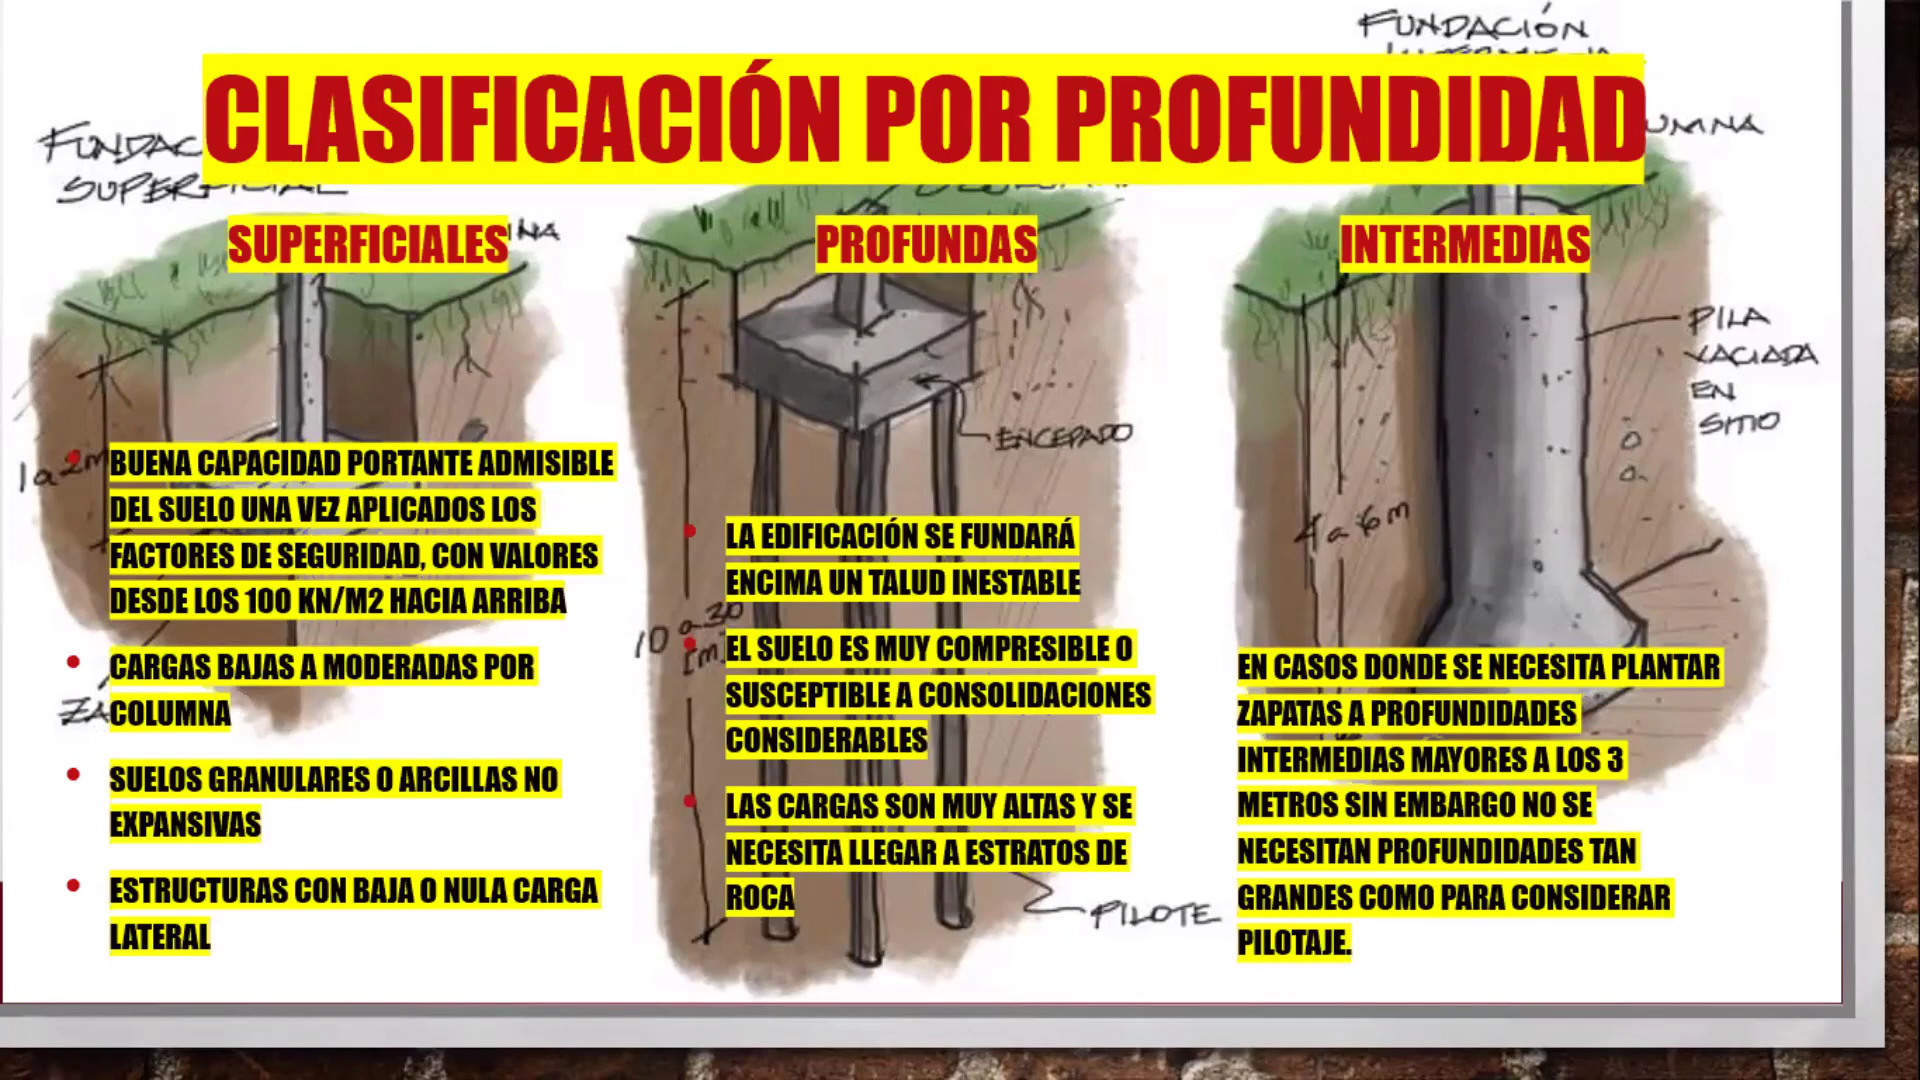 FUNDACIÓN
CLASIFICACIÓN POR PROFUNDIDAD
SUPERFICIALES
PROFUNDAS
INTERMEDIAS
BUENA CAPACIDAD PORTANTE ADMISIBLE
DEL SUELO UNA VEZ APLICADOS LOS
FACTORES DE SEGURIDAD, CON VALORES
DESDE LOS 100 KN/M2 HACIA ARRIBA
CARGAS BAJAS A MODERADAS POR
COLUMNA
SUELOS GRANULARES O ARCILLAS NO
EXPANSIVAS
ESTRUCTURAS CON BAJA O NULA CARGA
LATERAL
1 a 2m
ENCEPADO
LA EDIFICACIÓN SE FUNDARÁ
ENCIMA UN TALUD INESTABLE
EL SUELO ES MUY COMPRESIBLE O
SUSCEPTIBLE A CONSOLIDACIONES
CONSIDERABLES
LAS CARGAS SON MUY ALTAS Y SE
NECESITA LLEGAR A ESTRATOS DE
ROCA
10 a 30
[m]
PILOTE
PILA
VACIADA
EN
SITIO
4 a 6m
EN CASOS DONDE SE NECESITA PLANTAR
ZAPATAS A PROFUNDIDADES
INTERMEDIAS MAYORES A LOS 3
METROS SIN EMBARGO NO SE
NECESITAN PROFUNDIDADES TAN
GRANDES COMO PARA CONSIDERAR
PILOTAJE.